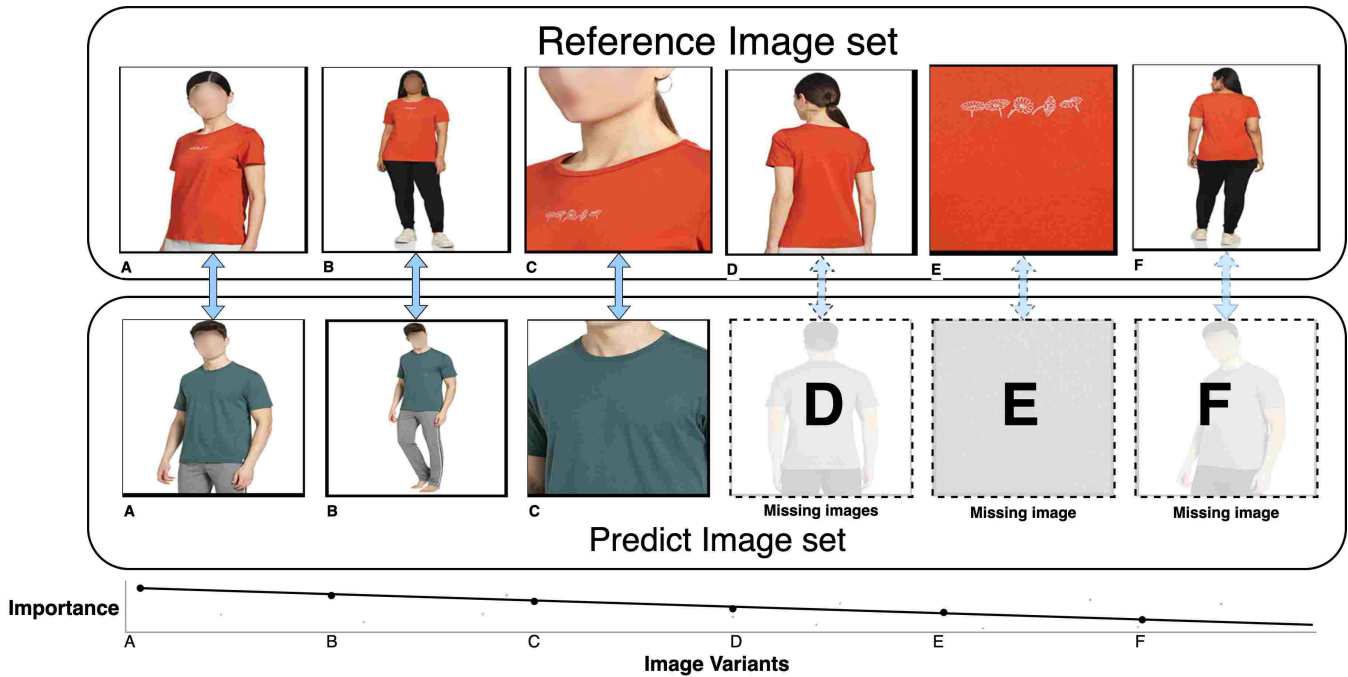 Reference Image set
A
B
C
D
E
F
D
E
F
A
B
C
Missing images
Missing image
Missing image
Predict Image set
Importance
A
B
C
D
E
F
Image Variants